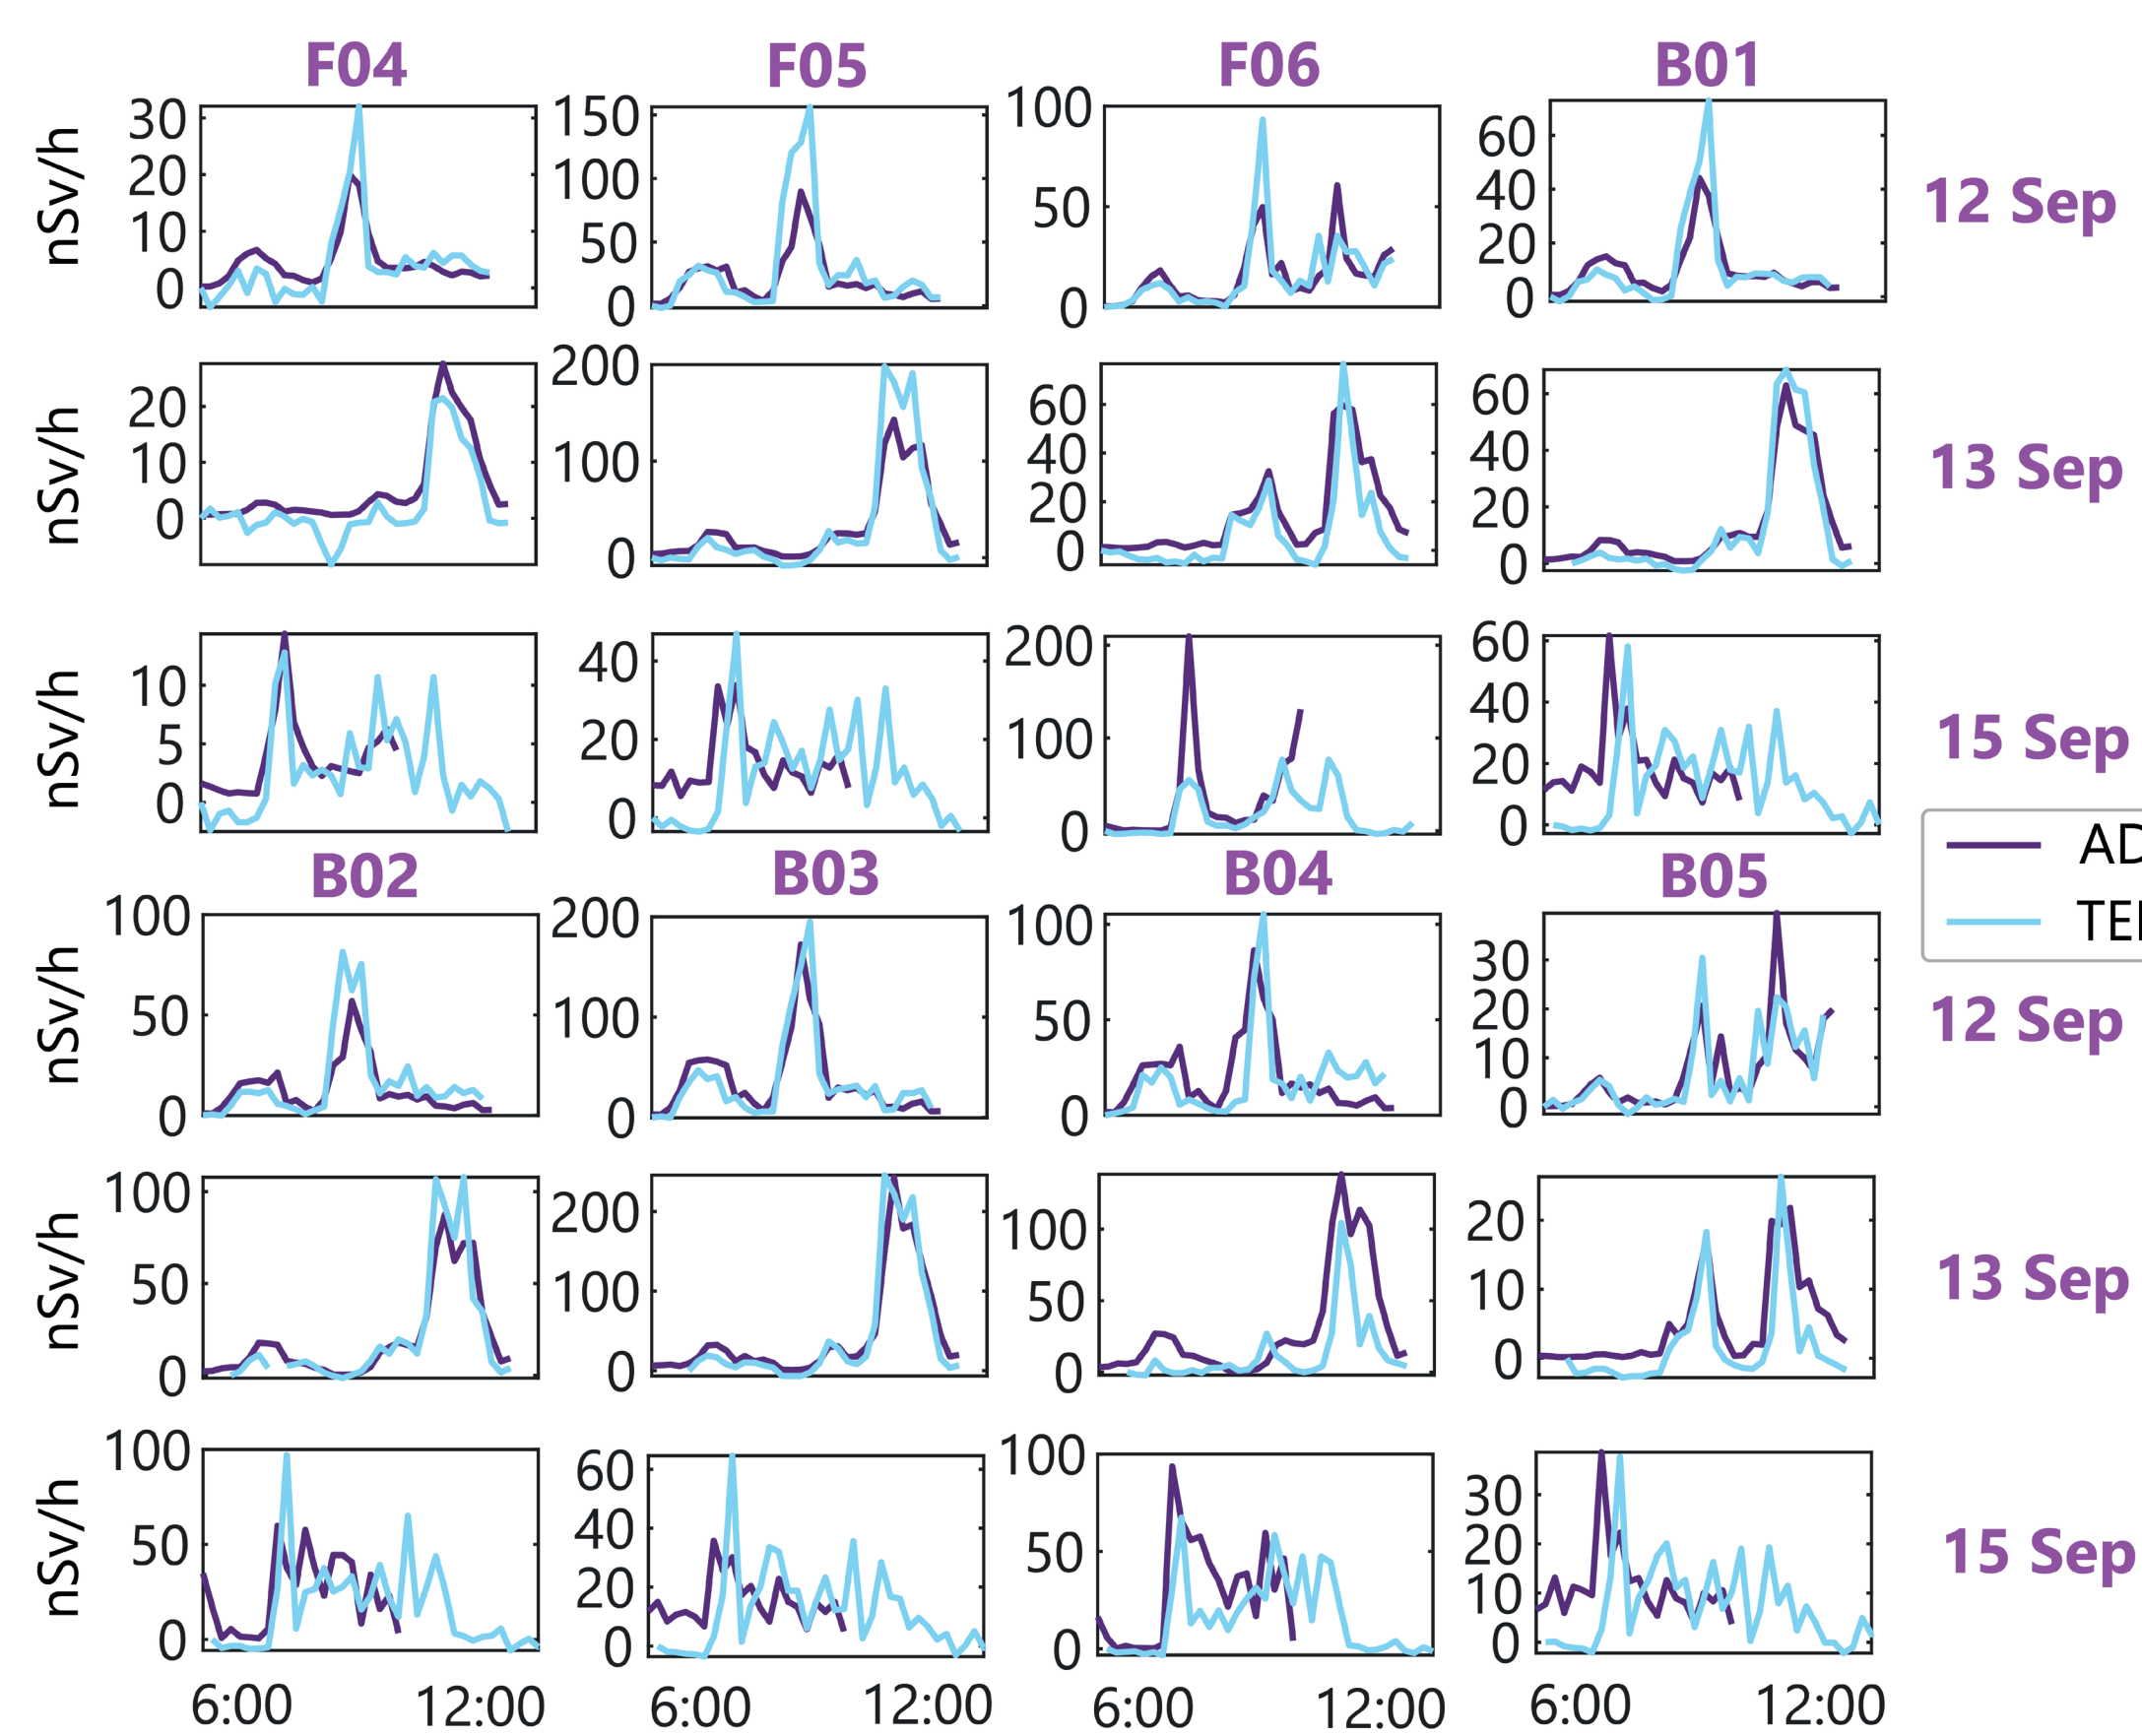 F04 F05 F06 B01
nSv/h 30 20 10 0 150 100 50 0 100 50 0 60 40 20 0 12 Sep
nSv/h 20 10 0 200 100 0 60 40 20 0 60 40 20 0 13 Sep
nSv/h 10 5 0 40 20 0 200 100 0 60 40 20 0 15 Sep
AD
TE
B02 B03 B04 B05
nSv/h 100 50 0 200 100 0 100 50 0 30 20 10 0 12 Sep
nSv/h 100 50 0 200 100 0 100 50 0 20 10 0 13 Sep
nSv/h 100 50 0 60 40 20 0 100 50 0 30 20 10 0 15 Sep
6:00 12:00 6:00 12:00 6:00 12:00 6:00 12:00